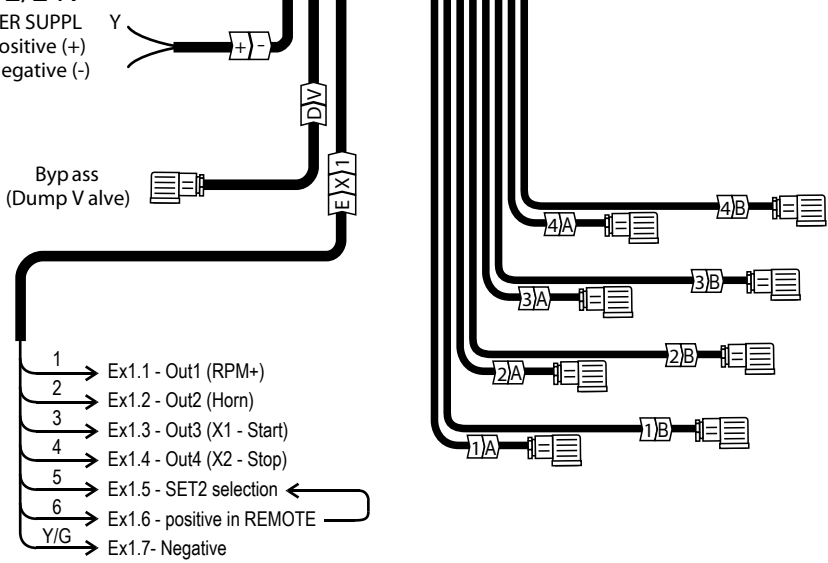 ER SUPPL Y
ositive (+)
egative (-)
+ -
D V
E X 1
Byp ass
(Dump V alve)
4 B
4 A
3 B
3 A
2 B
2 A
1 B
1 A
1 Ex1.1 - Out1 (RPM+)
2 Ex1.2 - Out2 (Horn)
3 Ex1.3 - Out3 (X1 - Start)
4 Ex1.4 - Out4 (X2 - Stop)
5 Ex1.5 - SET2 selection
6 Ex1.6 - positive in REMOTE
Y/G Ex1.7- Negative